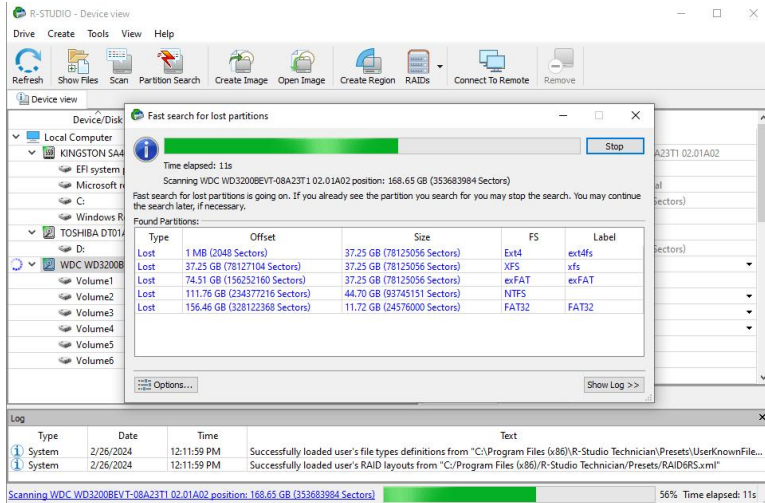 R-STUDIO - Device view
Drive Create Tools View Help
Refresh Show Files Scan Partition Search Create Image Open Image Create Region RAIDs Connect To Remote Remove
Device view
Device/Disk
Local Computer
KINGSTON SA4
EFI system
Microsoft r
C:
Windows R
TOSHIBA DT01
D:
WDC WD3200B
Volume1
Volume2
Volume3
Volume4
Volume5
Volume6
Fast search for lost partitions
Stop
Time elapsed: 11s
Scanning WDC WD3200BEVT-08A23T1 02.01A02 position: 168.65 GB (353683984 Sectors)
Fast search for lost partitions is going on. If you already see the partition you search for you may stop the search. You may continue
the search later, if necessary.
Found Partitions:
Type Offset Size FS Label
Lost 1 MB (2048 Sectors) 37.25 GB (78125056 Sectors) Ext4 ext4fs
Lost 37.25 GB (78127104 Sectors) 37.25 GB (78125056 Sectors) XFS xfs
Lost 74.51 GB (156252160 Sectors) 37.25 GB (78125056 Sectors) exFAT exFAT
Lost 111.76 GB (234377216 Sectors) 44.70 GB (93745151 Sectors) NTFS
Lost 156.46 GB (328122368 Sectors) 11.72 GB (24576000 Sectors) FAT32 FAT32
Options...
Show Log >>
A23T1 02.01A02
al
Sectors)
Sectors)
Log
Type Date Time Text
System 2/26/2024 12:11:59 PM Successfully loaded user's file types definitions from "C:\Program Files (x86)\R-Studio Technician\Presets\UserKnownFile...
System 2/26/2024 12:11:59 PM Successfully loaded user's RAID layouts from "C:/Program Files (x86)/R-Studio Technician/Presets/RAID6RS.xml"
Scanning WDC WD3200BEVT-08A23T1 02.01A02 position: 168.65 GB (353683984 Sectors) 56% Time elapsed: 11s